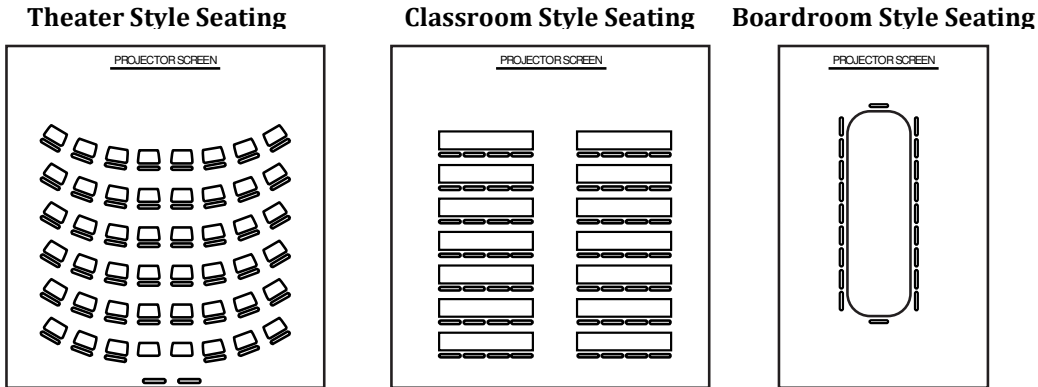 Theater Style Seating
Classroom Style Seating
Boardroom Style Seating
PROJECTOR SCREEN
PROJECTOR SCREEN
PROJECTOR SCREEN